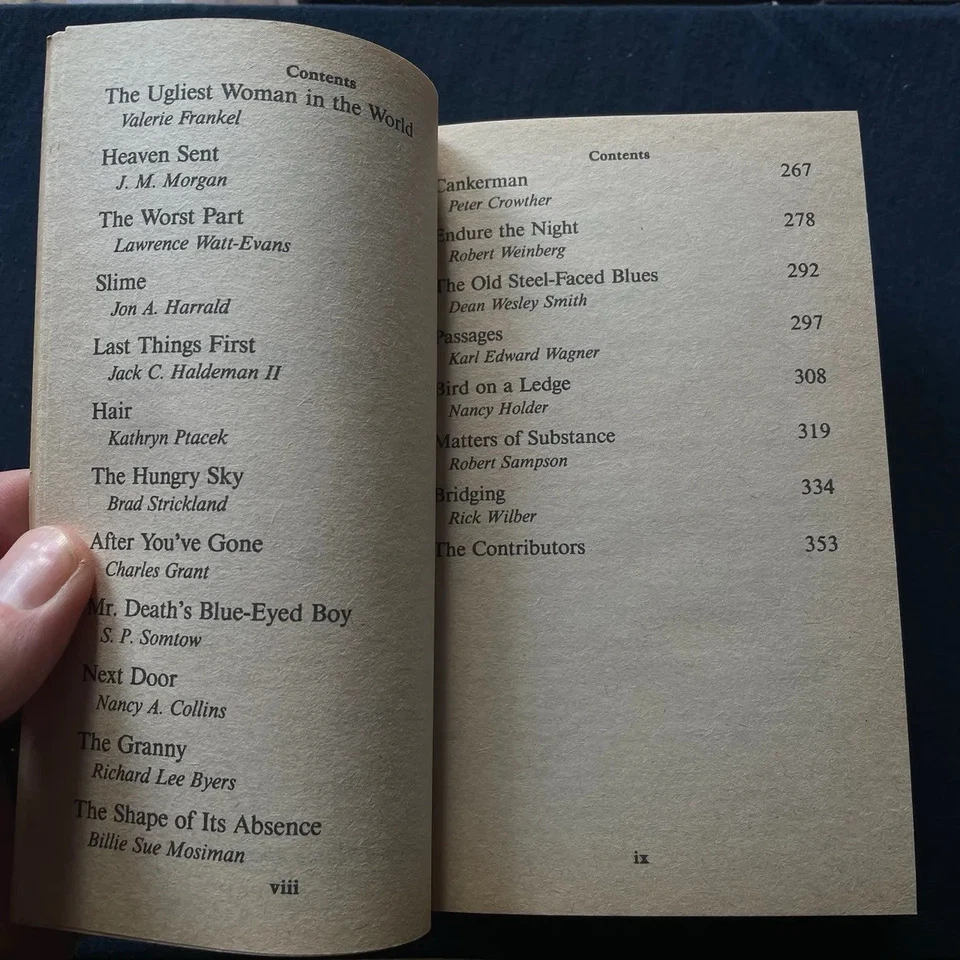 Contents
The Ugliest Woman in the World
Valerie Frankel
Heaven Sent
J. M. Morgan
The Worst Part
Lawrence Watt-Evans
Slime
Jon A. Harrald
Last Things First
Jack C. Haldeman II
Hair
Kathryn Ptacek
The Hungry Sky
Brad Strickland
After You've Gone
Charles Grant
Mr. Death's Blue-Eyed Boy
S. P. Somtow
Next Door
Nancy A. Collins
The Granny
Richard Lee Byers
The Shape of Its Absence
Billie Sue Mosiman
viii
Contents
Cankerman 267
Peter Crowther
Endure the Night 278
Robert Weinberg
The Old Steel-Faced Blues 292
Dean Wesley Smith
Passages 297
Karl Edward Wagner
Bird on a Ledge 308
Nancy Holder
Matters of Substance 319
Robert Sampson
Bridging 334
Rick Wilber
The Contributors 353
ix